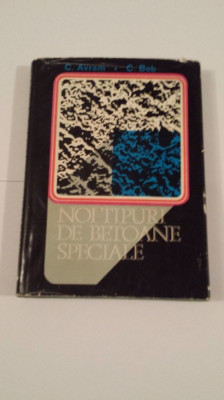 C. Avram • C. Bob
NOI TIPURI
DE BETOANE
SPECIALE